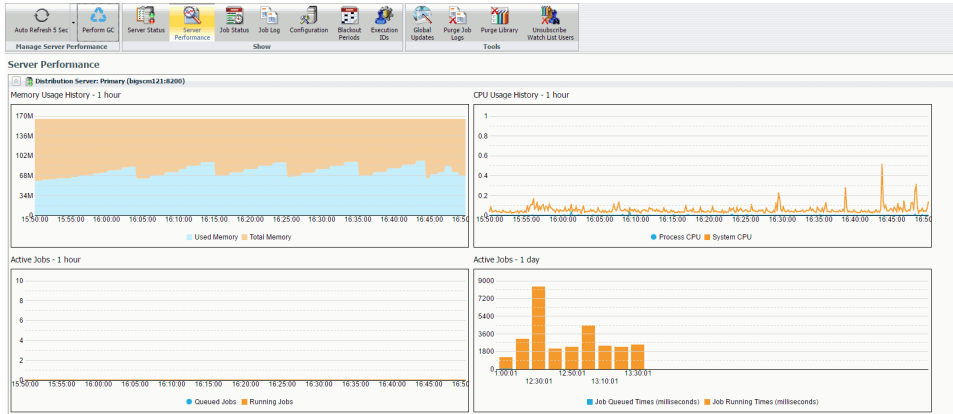 Auto Refresh 5 Sec Perform GC Server Status Server Performance Job Status Job Log Configuration Blackout Periods Execution IDs Global Updates Purge Job Logs Purge Library Unsubscribe Watch List Users
Manage Server Performance Show Tools
Server Performance
Distribution Server: Primary (bigscm121:8200)
Memory Usage History - 1 hour
170M
136M
102M
68M
34M
0
15:50:00 15:55:00 16:00:00 16:05:00 16:10:00 16:15:00 16:20:00 16:25:00 16:30:00 16:35:00 16:40:00 16:45:00 16:50
Used Memory Total Memory
CPU Usage History - 1 hour
1
0.8
0.6
0.4
0.2
0
15:50:00 15:55:00 16:00:00 16:05:00 16:10:00 16:15:00 16:20:00 16:25:00 16:30:00 16:35:00 16:40:00 16:45:00 16:50
Process CPU System CPU
Active Jobs - 1 hour
10
8
6
4
2
0
15:50:00 15:55:00 16:00:00 16:05:00 16:10:00 16:15:00 16:20:00 16:25:00 16:30:00 16:35:00 16:40:00 16:45:00 16:50
Queued Jobs Running Jobs
Active Jobs - 1 day
9000
7200
5400
3600
1800
0
1:00:01 12:50:01 13:30:01
12:30:01 13:10:01
Job Queued Times (milliseconds) Job Running Times (milliseconds)